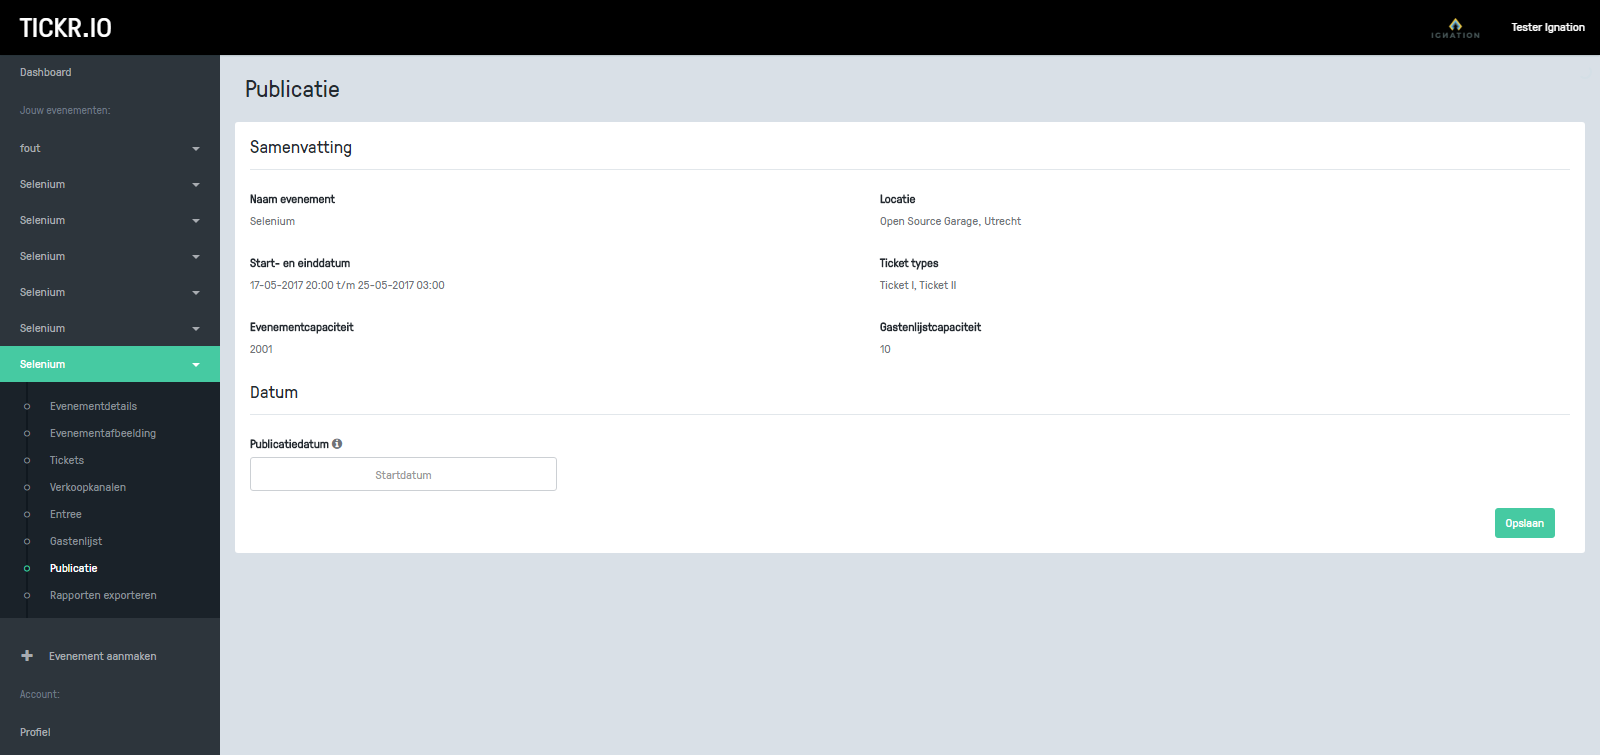 TICKR.IO
IGNATION
Tester Ignation
Dashboard
Jouw evenementen:
fout
Selenium
Selenium
Selenium
Selenium
Selenium
Selenium
Evenementdetails
Evenementafbeelding
Tickets
Verkoopkanalen
Entree
Gastenlijst
Publicatie
Rapporten exporteren
Evenement aanmaken
Account:
Profiel
Publicatie
Samenvatting
Naam evenement
Selenium
Locatie
Open Source Garage, Utrecht
Start- en einddatum
17-05-2017 20:00 t/m 25-05-2017 03:00
Ticket types
Ticket I, Ticket II
Evenementcapaciteit
2001
Gastenlijstcapaciteit
10
Datum
Publicatiedatum
Startdatum
Opslaan